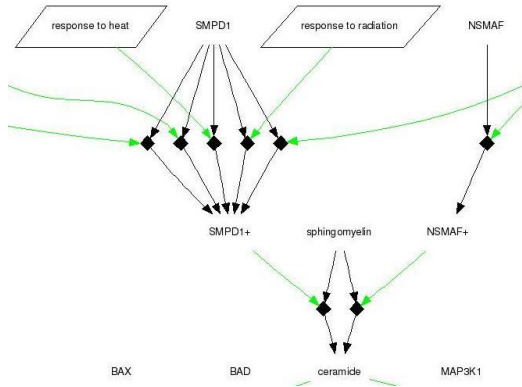 response to heat
SMPD1
response to radiation
NSMAF
SMPD1+
sphingomyelin
NSMAF+
BAX
BAD
ceramide
MAP3K1